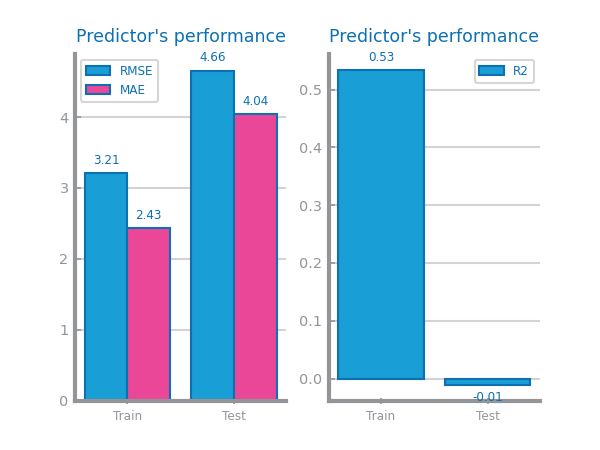 Predictor's performance
4.66
RMSE
MAE
4.04
3.21
2.43
4
3
2
1
0
Train
Test
Predictor's performance
0.53
R2
0.5
0.4
0.3
0.2
0.1
0.0
-0.01
Train
Test